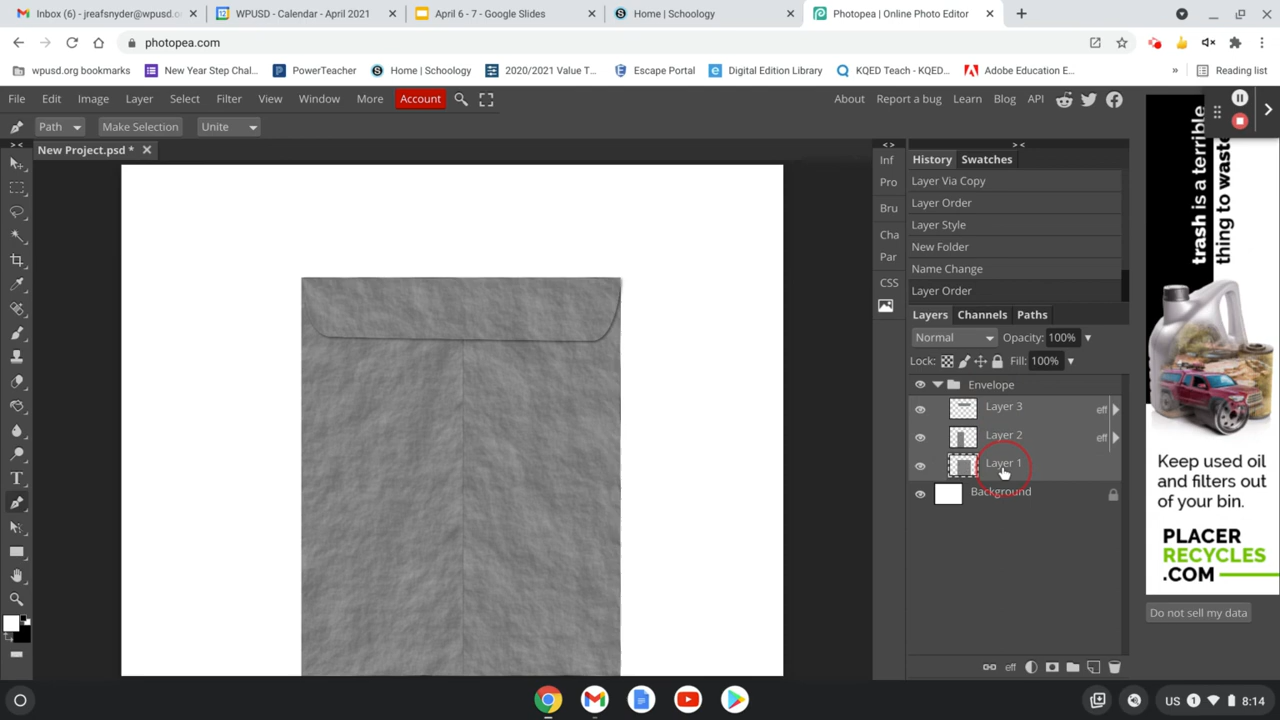 Inbox (6) - jreafsnyder@wpusd.o
WPUSD - Calendar - April 2021
April 6 - 7 - Google Slides
Home | Schoology
Photopea | Online Photo Editor
photopea.com
wpusd.org bookmarks
New Year Step Chal...
PowerTeacher
Home | Schoology
2020/2021 Value T...
Escape Portal
Digital Edition Library
KQED Teach - KQED...
Adobe Education E...
»
Reading list
File Edit Image Layer Select Filter View Window More Account
About Report a bug Learn Blog API
Path Make Selection Unite
> < New Project.psd * < > > <
Inf
Pro
Bru
Cha
Par
CSS
History Swatches
Layer Via Copy
Layer Order
Layer Style
New Folder
Name Change
Layer Order
Layers Channels Paths
Normal Opacity: 100%
Lock: Fill: 100%
Envelope
Layer 3 eff
Layer 2 eff
Layer 1
Background
eff
T
trash is a terrible
thing to waste
Keep used oil
and filters out
of your bin.
PLACER
RECYCLES
.COM
Do not sell my data
US 1 8:14